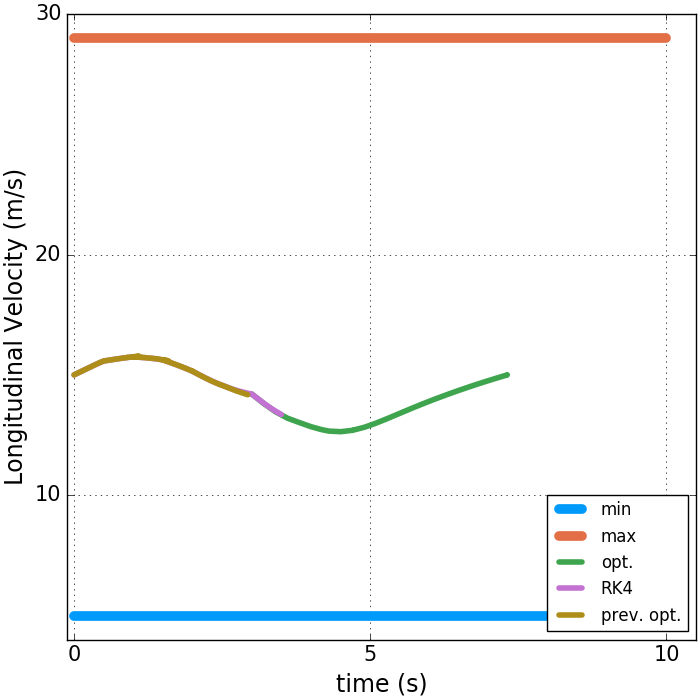 30
20
10
Longitudinal Velocity (m/s)
0
5
10
time (s)
min
max
opt.
RK4
prev. opt.